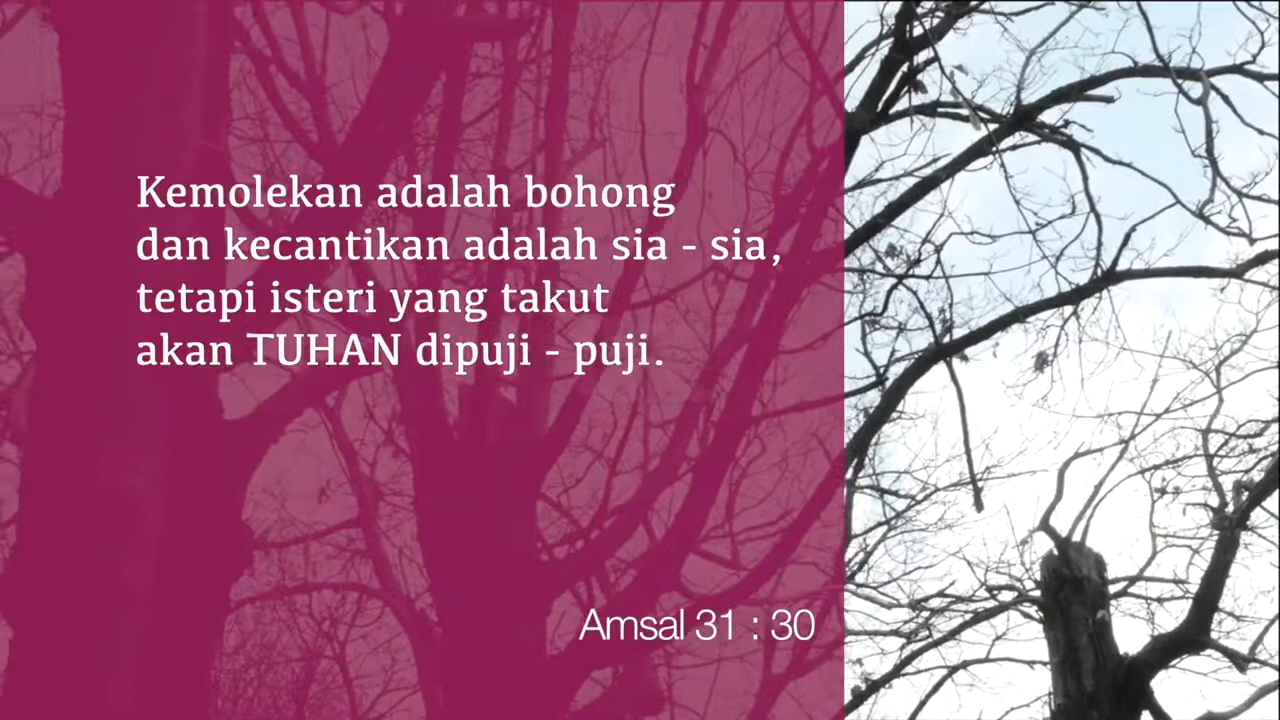 Kemolekan adalah bohong
dan kecantikan adalah sia - sia,
tetapi isteri yang takut
akan TUHAN dipuji - puji.
Amsal 31 : 30